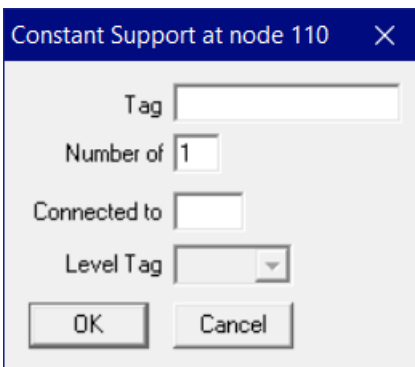 Constant Support at node 110
Tag
Number of 1
Connected to
Level Tag
OK Cancel